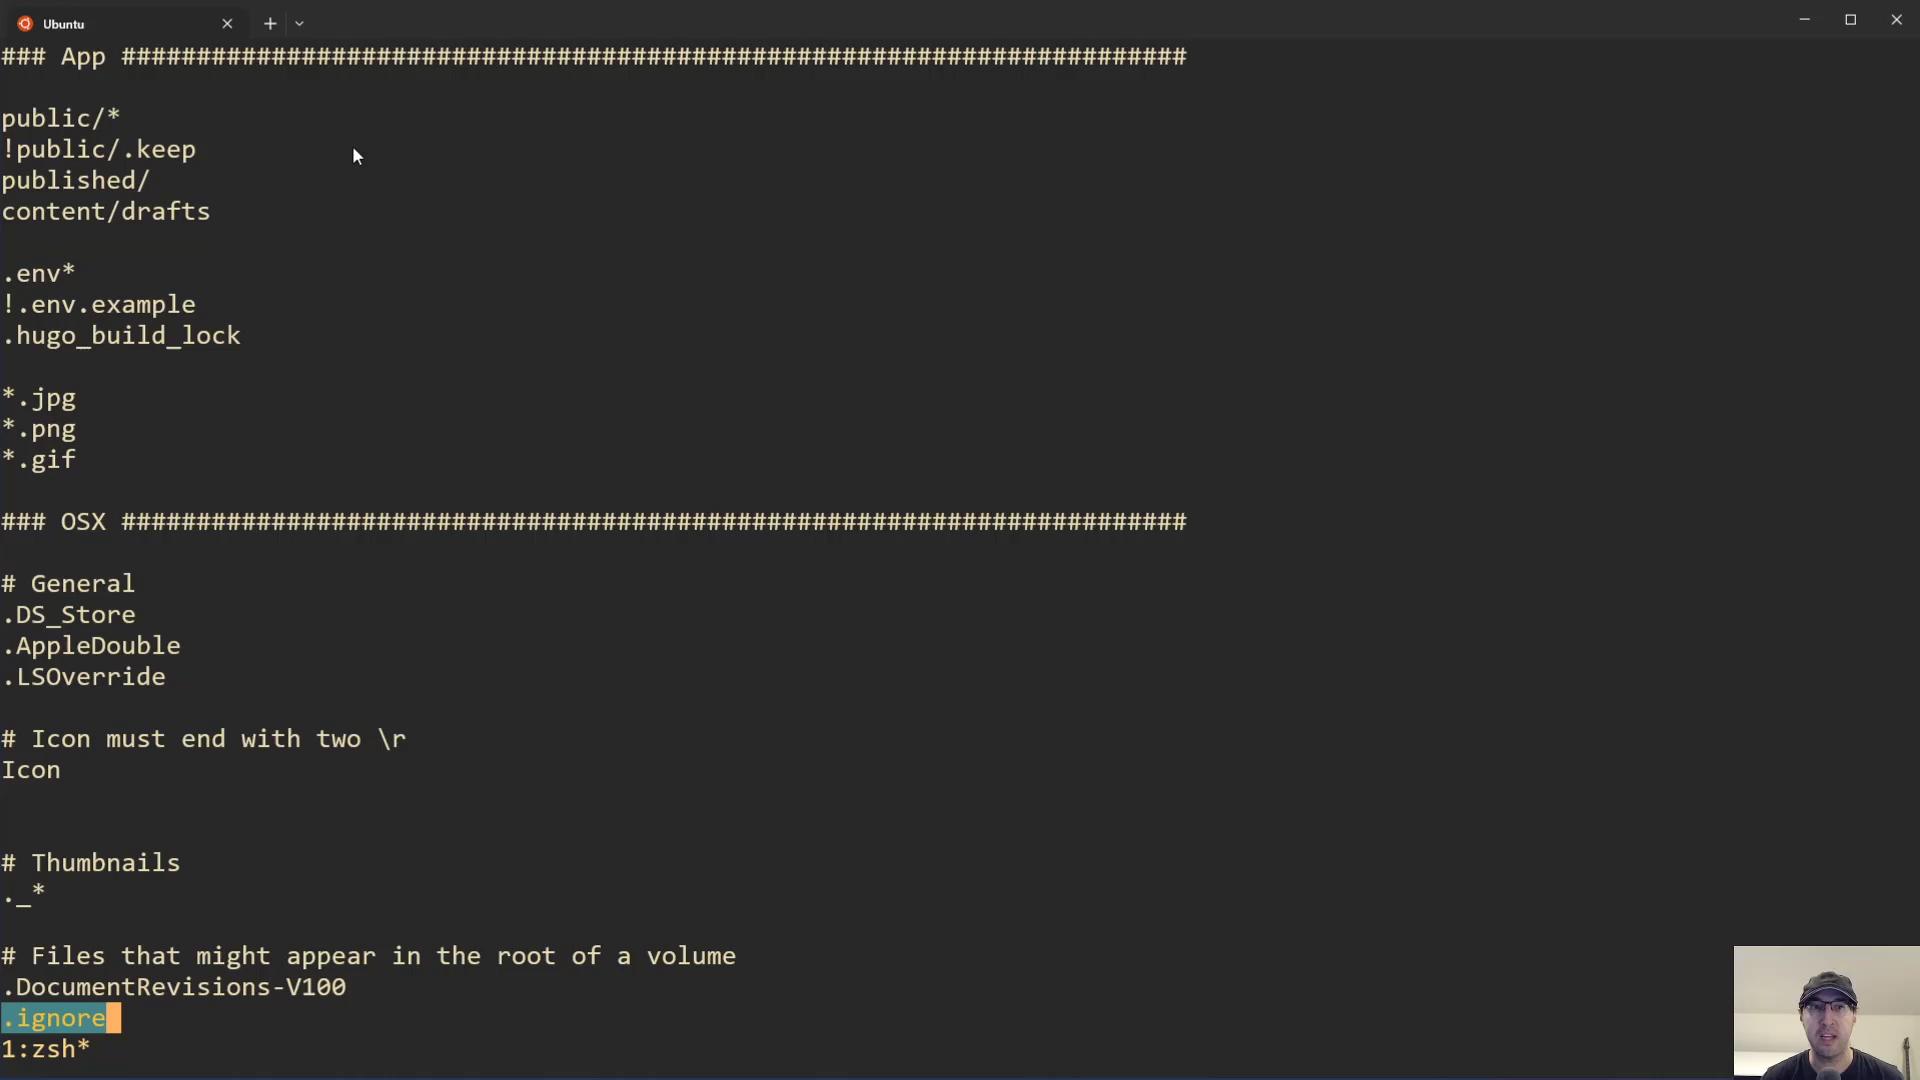 Ubuntu
### App #######################################################################
public/*
!public/.keep
published/
content/drafts
.env*
!.env.example
.hugo_build_lock
*.jpg
*.png
*.gif
### OSX #######################################################################
# General
.DS_Store
.AppleDouble
.LSOverride
# Icon must end with two \r
Icon
# Thumbnails
._*
# Files that might appear in the root of a volume
.DocumentRevisions-V100
.ignore
1:zsh*